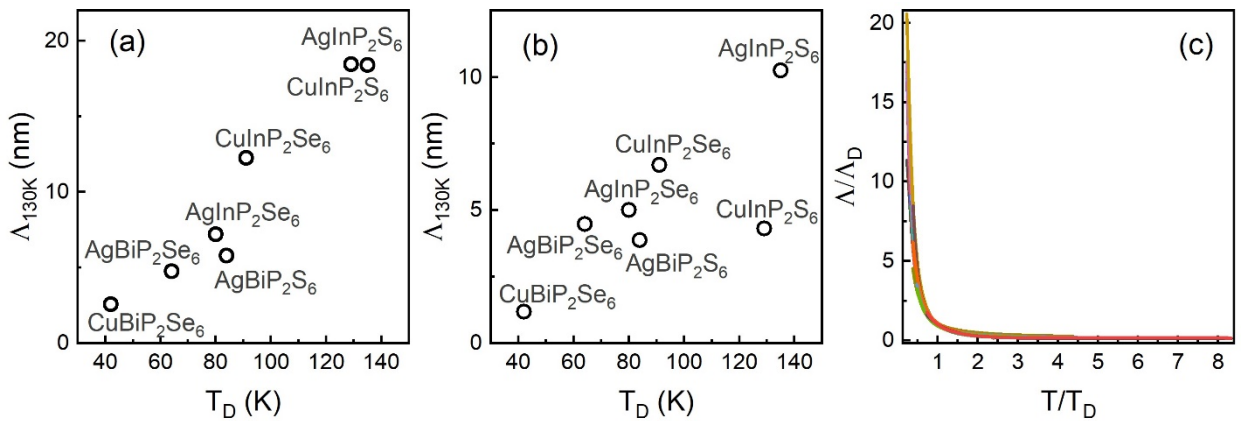 (a)
20
10
0
Λ130K (nm)
AgInP2S6
CuInP2S6
CuInP2Se6
AgInP2Se6
AgBiP2Se6
AgBiP2S6
CuBiP2Se6
40 60 80 100 120 140
TD (K)
(b)
10
5
0
Λ130K (nm)
AgInP2S6
CuInP2Se6
AgInP2Se6
CuInP2S6
AgBiP2Se6
AgBiP2S6
CuBiP2Se6
40 60 80 100 120 140
TD (K)
(c)
20
15
10
5
0
Λ/ΛD
1 2 3 4 5 6 7 8
T/TD